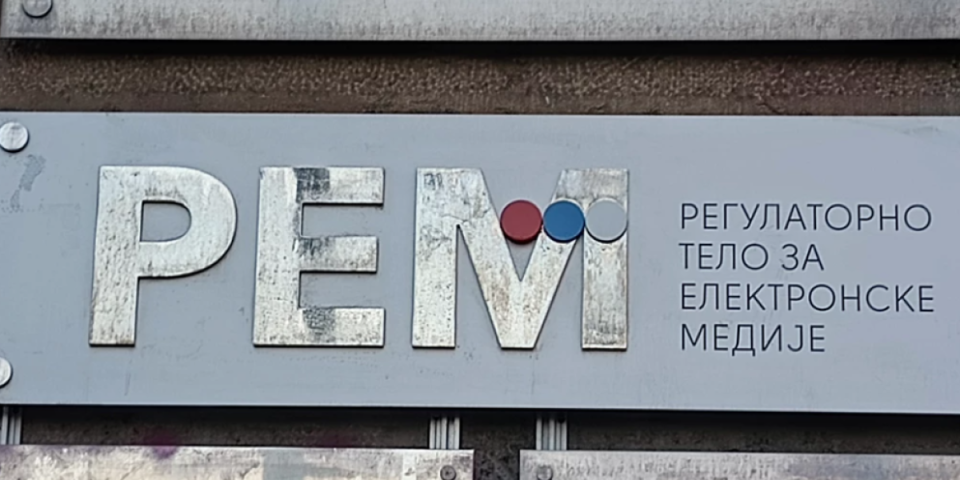 РЕМ
РЕГУЛАТОРНО
ТЕЛО ЗА
ЕЛЕКТРОНСКЕ
МЕДИЈЕ